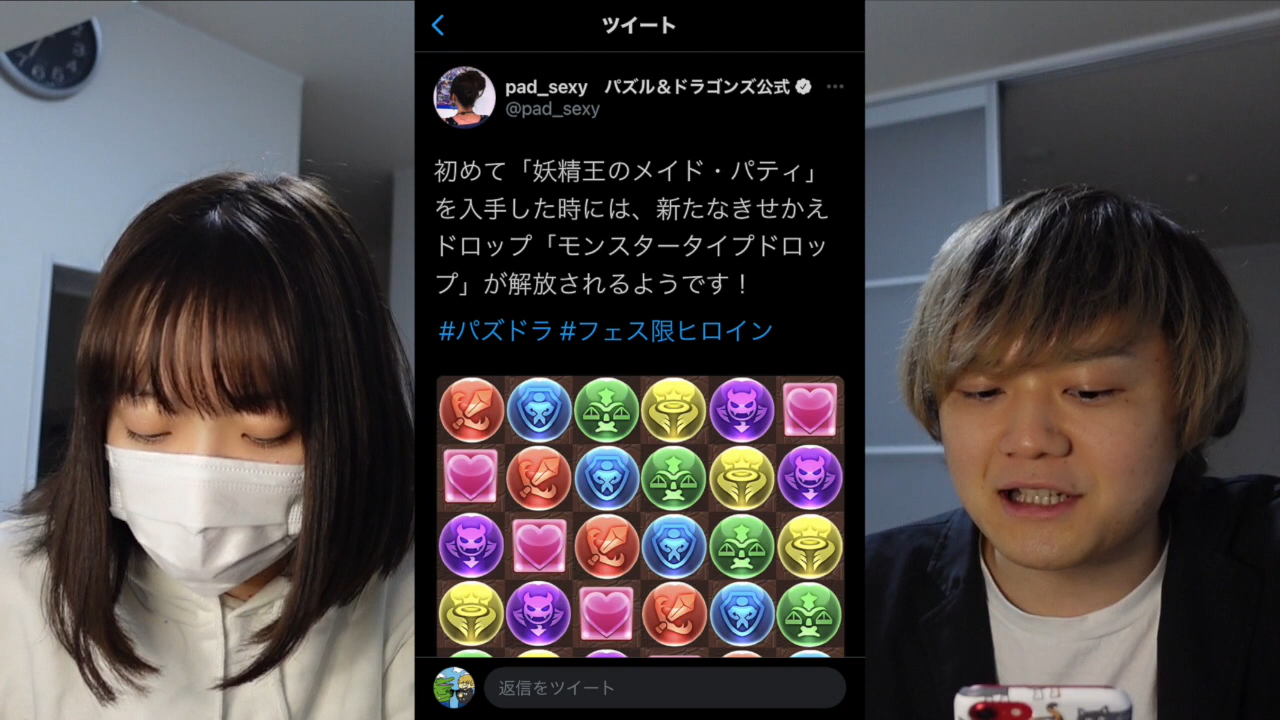 ツイート
pad_sexy パズル＆ドラゴンズ公式
@pad_sexy
初めて「妖精王のメイド・パティ」
を入手した時には、新たなきせかえ
ドロップ「モンスタータイプドロッ
プ」が解放されるようです！
#パズドラ #フェス限ヒロイン
返信をツイート